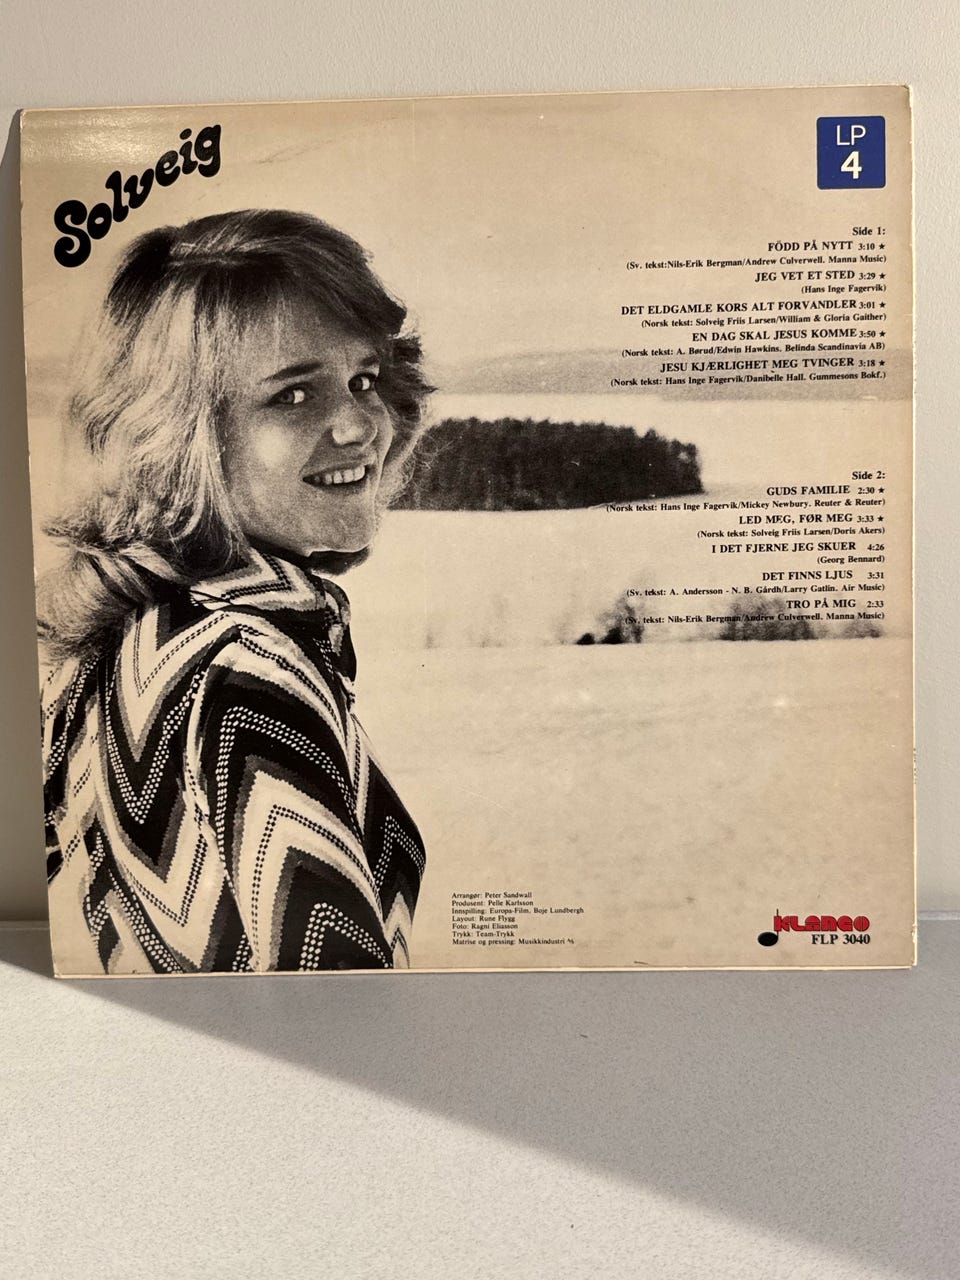 Solveig
LP
4
Side 1:
FÖDD PÅ NYTT 3:10 ★
(Sv. tekst:Nils-Erik Bergman/Andrew Culverwell. Manna Music)
JEG VET ET STED 3:29 ★
(Hans Inge Fagervik)
DET ELDGAMLE KORS ALT FORVANDLER 3:01 ★
(Norsk tekst: Solveig Friis Larsen/William & Gloria Gaither)
EN DAG SKAL JESUS KOMME 3:50 ★
(Norsk tekst: A. Børud/Edwin Hawkins. Belinda Scandinavia AB)
JESU KJÆRLIGHET MEG TVINGER 3:18 ★
(Norsk tekst: Hans Inge Fagervik/Danibelle Hall. Gummesons Bokf.)
Side 2:
GUDS FAMILIE 2:30 ★
(Norsk tekst: Hans Inge Fagervik/Mickey Newbury. Reuter & Reuter)
LED MEG, FØR MEG 3:33 ★
(Norsk tekst: Solveig Friis Larsen/Doris Akers)
I DET FJERNE JEG SKUER 4:26
(Georg Bennard)
DET FINNS LJUS 3:31
(Sv. tekst: A. Andersson - N. B. Gårdh/Larry Gatlin. Air Music)
TRO PÅ MIG 2:33
(Sv. tekst: Nils-Erik Bergman/Andrew Culverwell. Manna Music)
Arrangør: Peter Sandwall
Produsent: Pelle Karlsson
Innspilling: Europa-Film, Boje Lundbergh
Layout: Rune Flygg
Foto: Ragni Eliasson
Trykk: Team-Trykk
Matrise og pressing: Musikkindustri A/S
KLANGO
FLP 3040